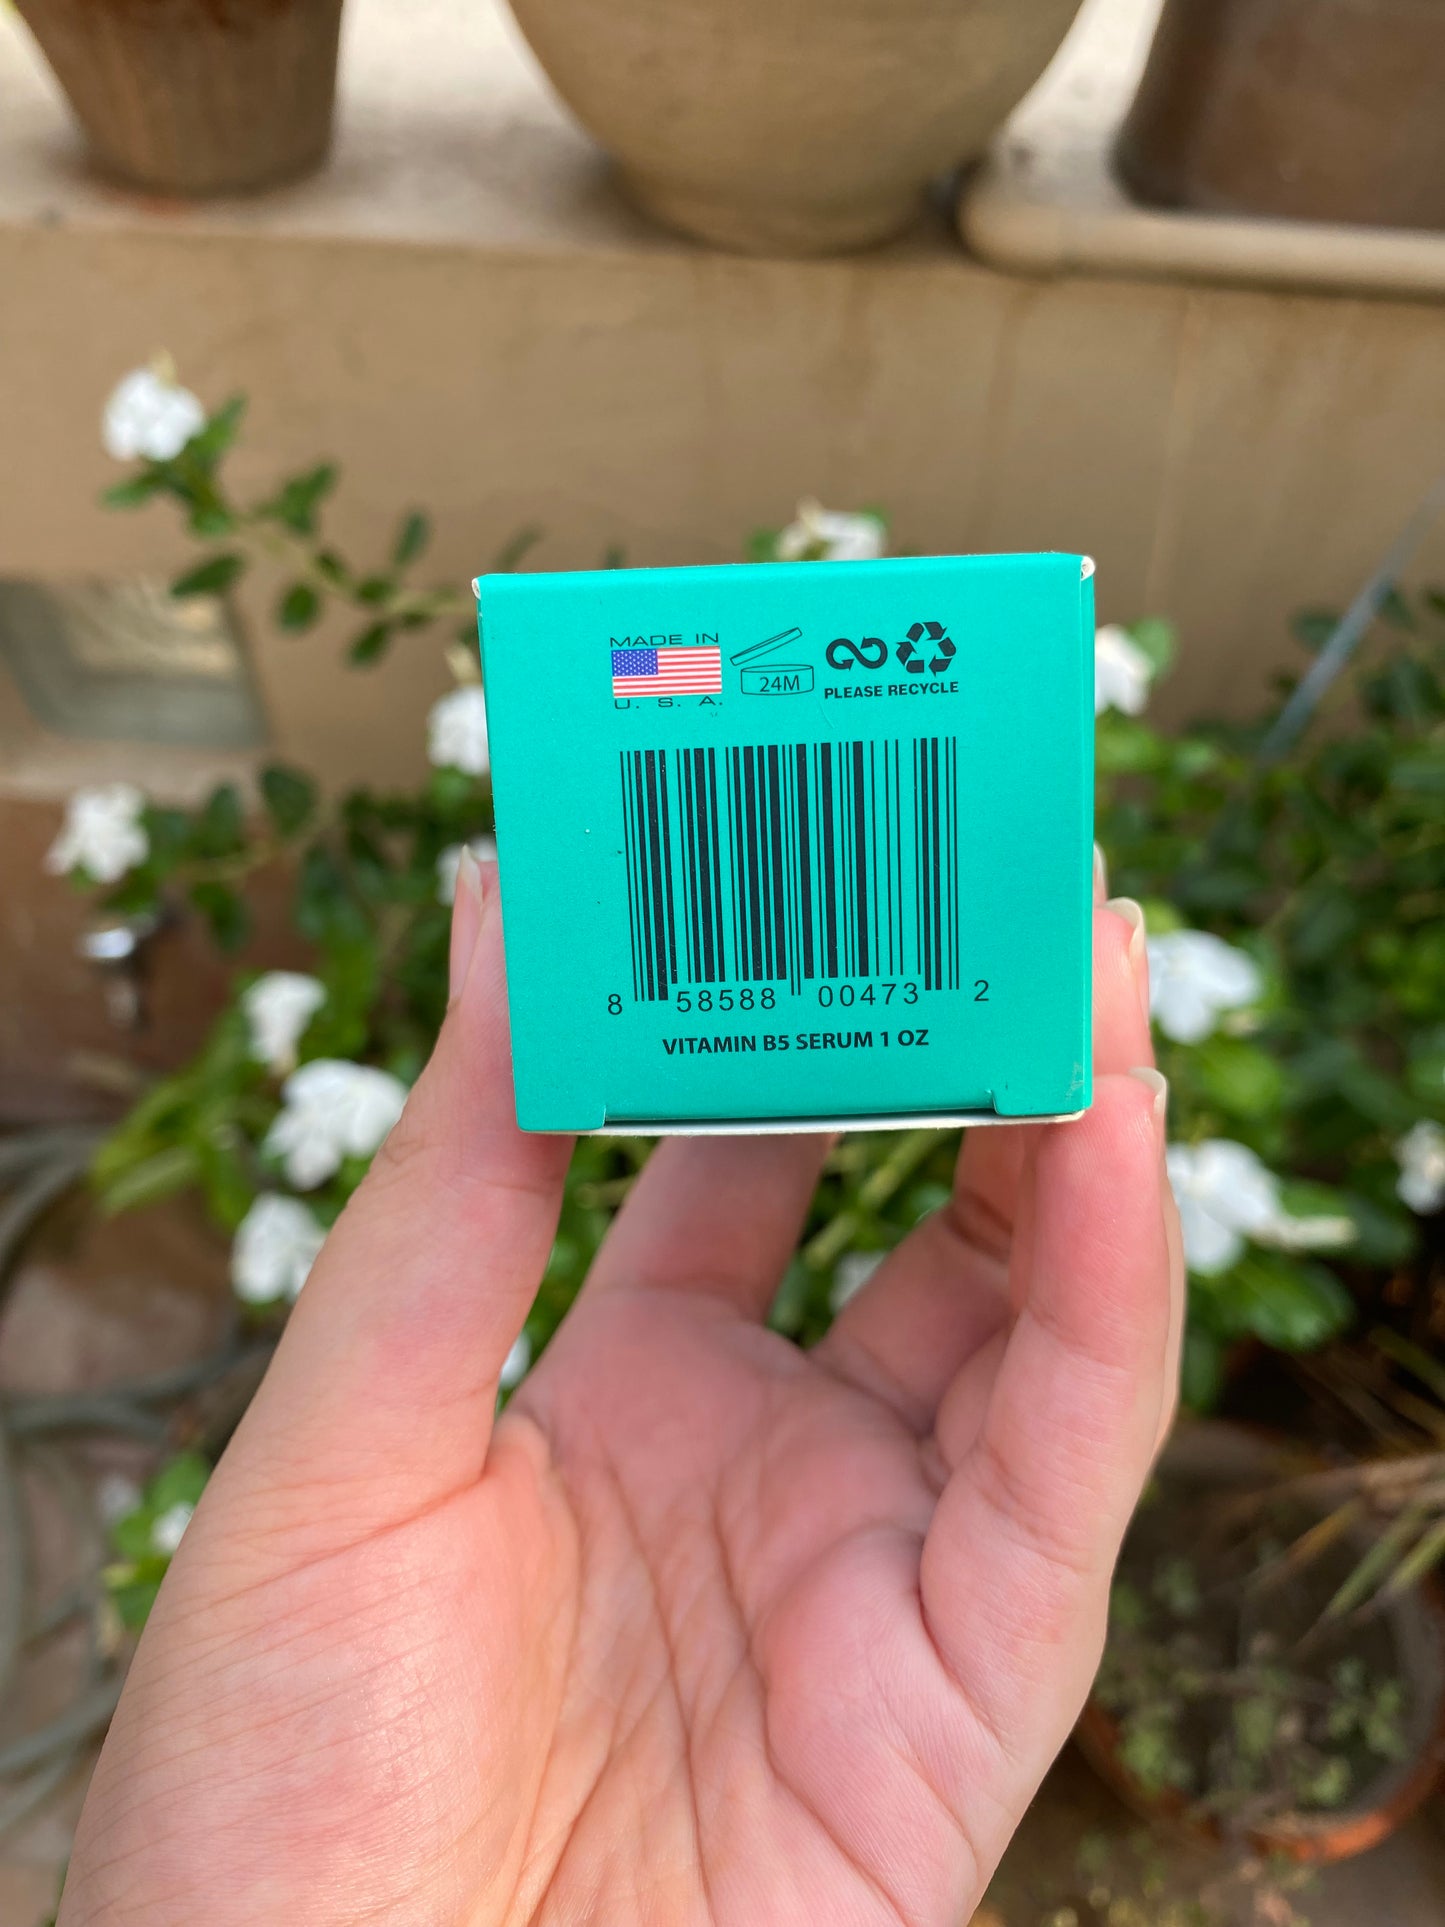 MADE IN
U. S. A.
24M
PLEASE RECYCLE
8 58588 00473 2
VITAMIN B5 SERUM 1 OZ